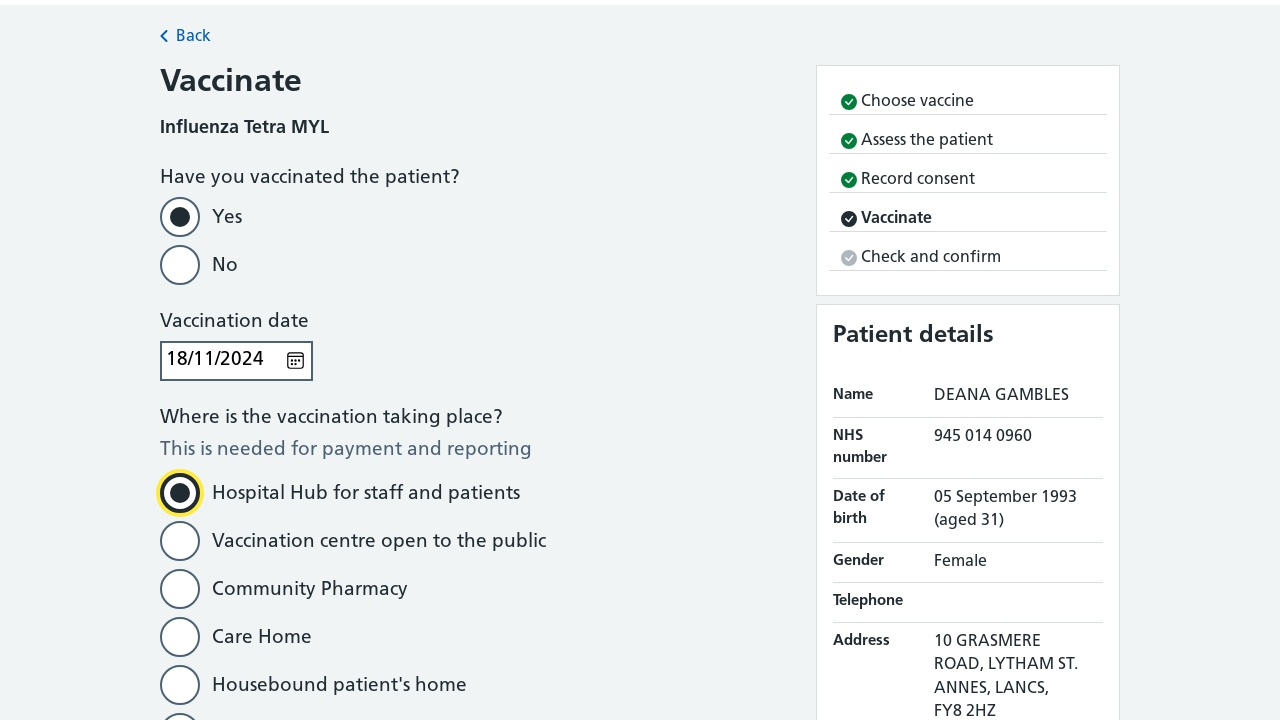 Back
Vaccinate
Influenza Tetra MYL
Have you vaccinated the patient?
Yes
No
Vaccination date
18/11/2024
Where is the vaccination taking place?
This is needed for payment and reporting
Hospital Hub for staff and patients
Vaccination centre open to the public
Community Pharmacy
Care Home
Housebound patient's home
Choose vaccine
Assess the patient
Record consent
Vaccinate
Check and confirm
Patient details
Name DEANA GAMBLES
NHS number 945 014 0960
Date of birth 05 September 1993
(aged 31)
Gender Female
Telephone
Address 10 GRASMERE
ROAD, LYTHAM ST.
ANNES, LANCS,
FY8 2HZ